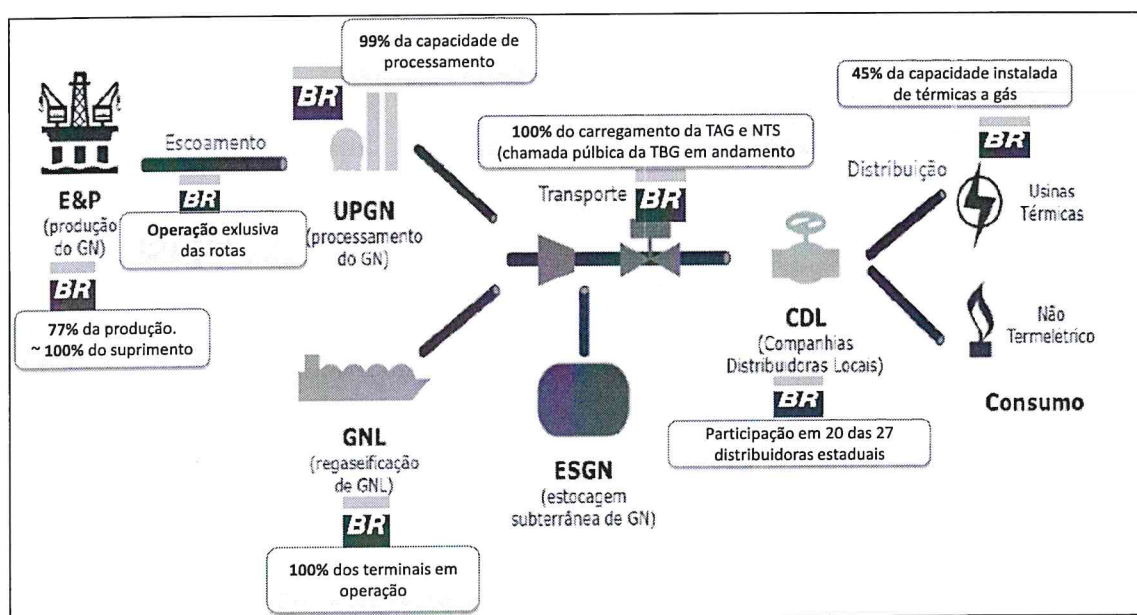 99% da capacidade de
processamento
BR
45% da capacidade instalada
de térmicas a gás
BR
Escoamento
BR
Operação exlusiva
das rotas
E&P
(produção
do GN)
BR
77% da produção.
~ 100% do suprimento
UPGN
(processamento
do GN)
100% do carregamento da TAG e NTS
(chamada púlbica da TBG em andamento
Transporte
BR
Distribuição
Usinas
Térmicas
CDL
(Companhias
Distribuidoras Locais)
BR
Participação em 20 das 27
distribuidoras estaduais
Não
Termelétrico
Consumo
GNL
(regaseificação
de GNL)
BR
100% dos terminais em
operação
ESGN
(estocagem
subterrânea de GN)